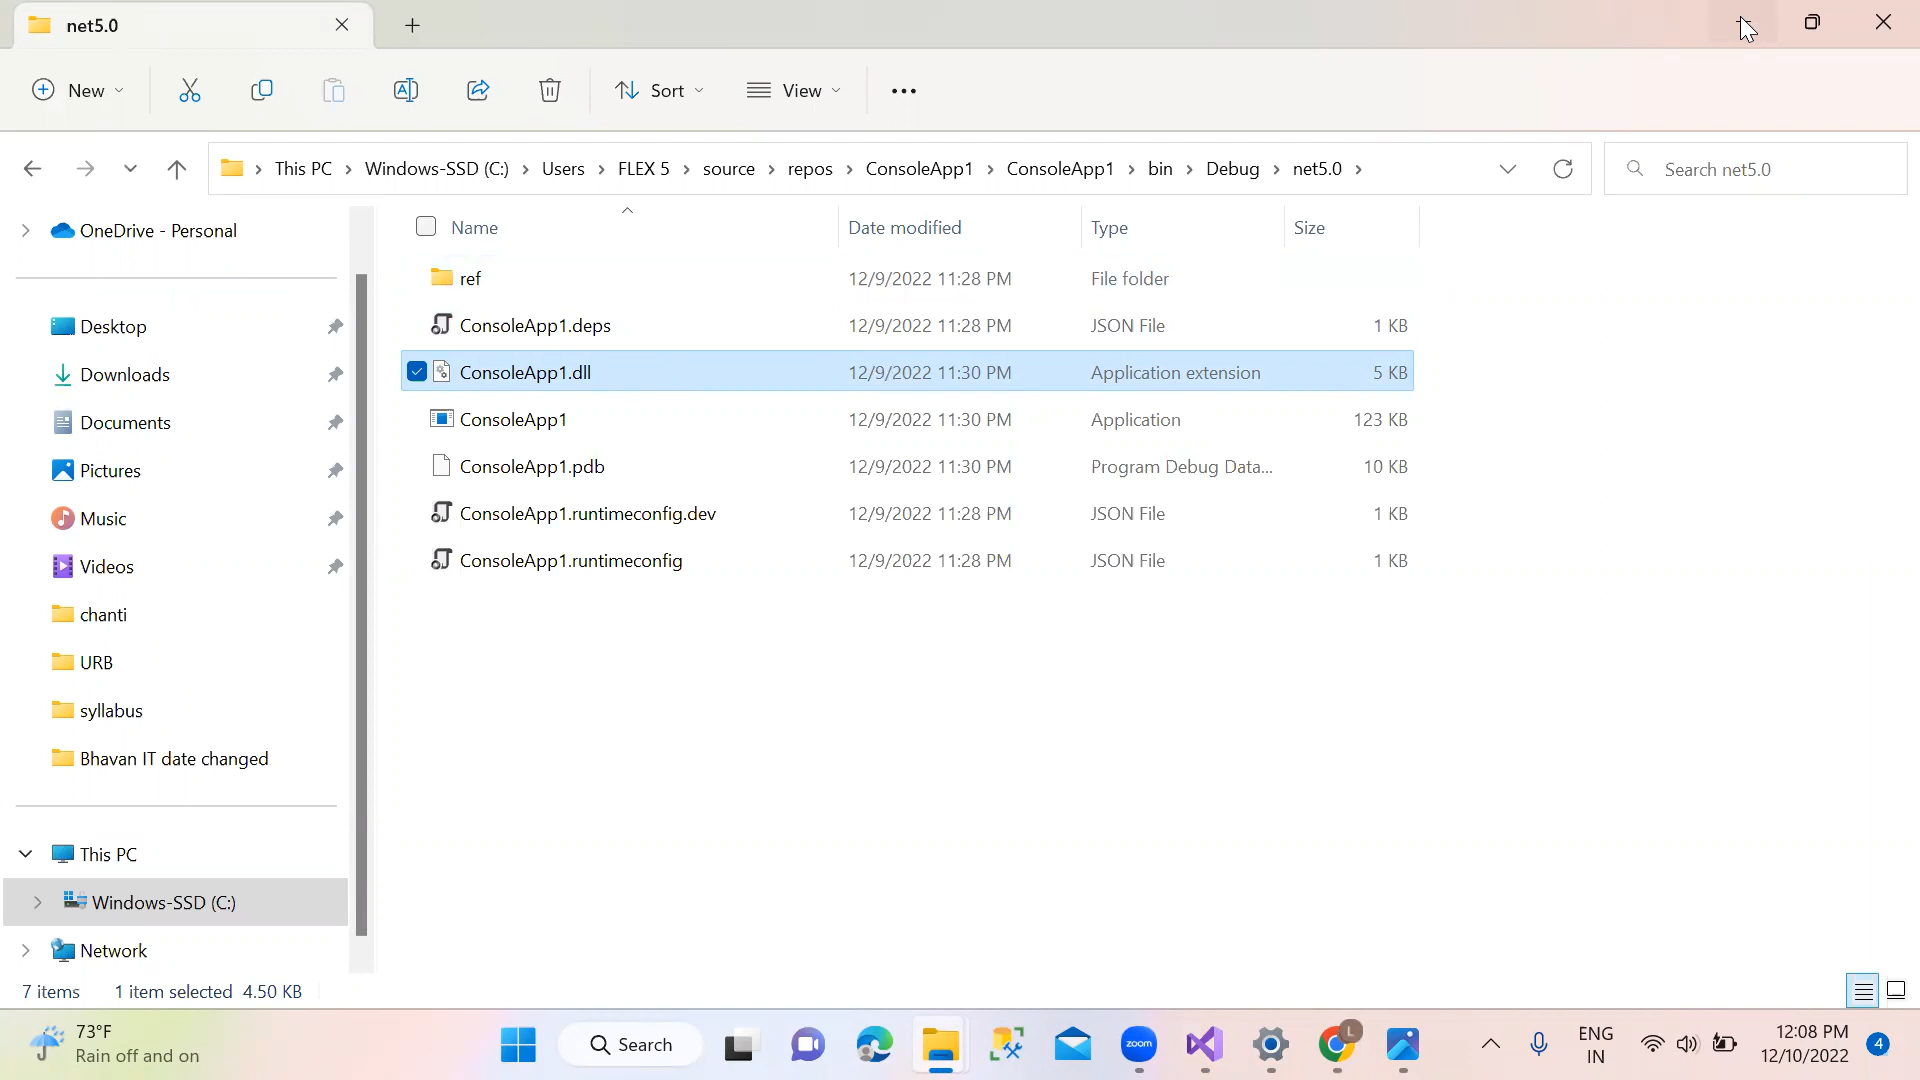 net5.0
New
Sort
View
This PC > Windows-SSD (C:) > Users > FLEX 5 > source > repos > ConsoleApp1 > ConsoleApp1 > bin > Debug > net5.0 >
Search net5.0
OneDrive - Personal
Desktop
Downloads
Documents
Pictures
Music
Videos
chanti
URB
syllabus
Bhavan IT date changed
This PC
Windows-SSD (C:)
Network
Name Date modified Type Size
ref 12/9/2022 11:28 PM File folder
ConsoleApp1.deps 12/9/2022 11:28 PM JSON File 1 KB
ConsoleApp1.dll 12/9/2022 11:30 PM Application extension 5 KB
ConsoleApp1 12/9/2022 11:30 PM Application 123 KB
ConsoleApp1.pdb 12/9/2022 11:30 PM Program Debug Data... 10 KB
ConsoleApp1.runtimeconfig.dev 12/9/2022 11:28 PM JSON File 1 KB
ConsoleApp1.runtimeconfig 12/9/2022 11:28 PM JSON File 1 KB
7 items 1 item selected 4.50 KB
73°F
Rain off and on
Search
zoom
L
ENG
IN
12:08 PM
12/10/2022
4